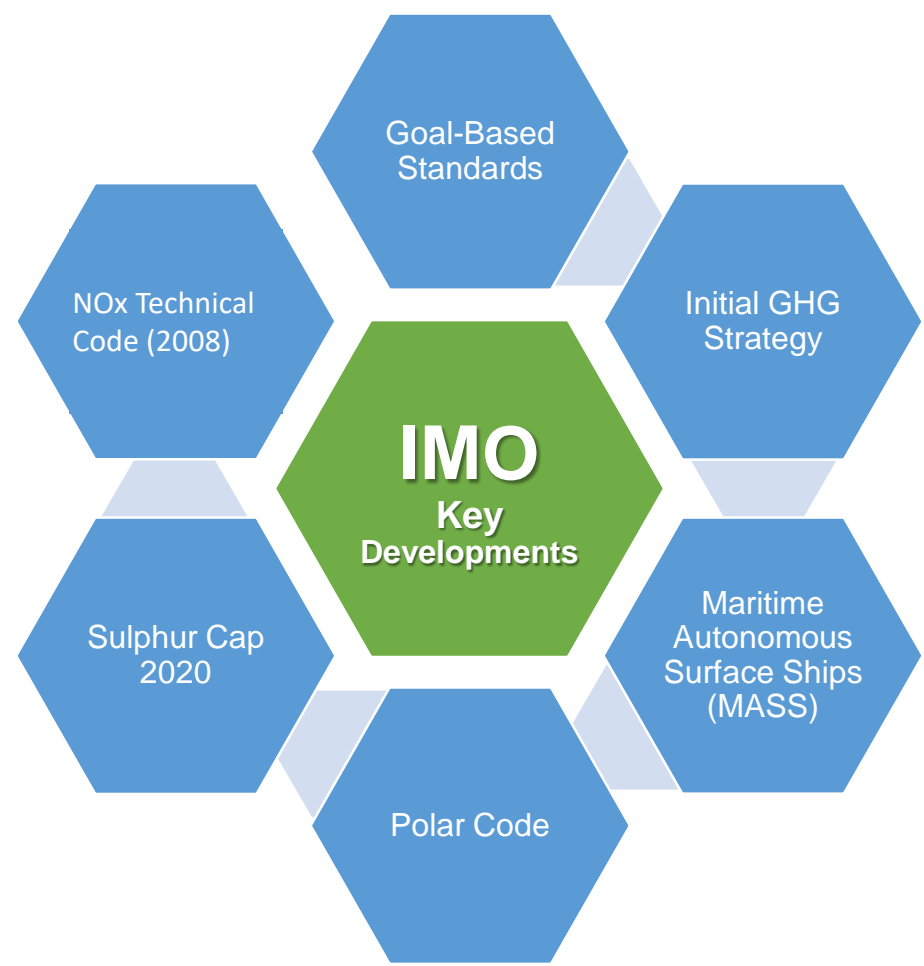 Goal-Based
Standards
NOx Technical
Code (2008)
Initial GHG
Strategy
IMO
Key
Developments
Sulphur Cap
2020
Maritime
Autonomous
Surface Ships
(MASS)
Polar Code